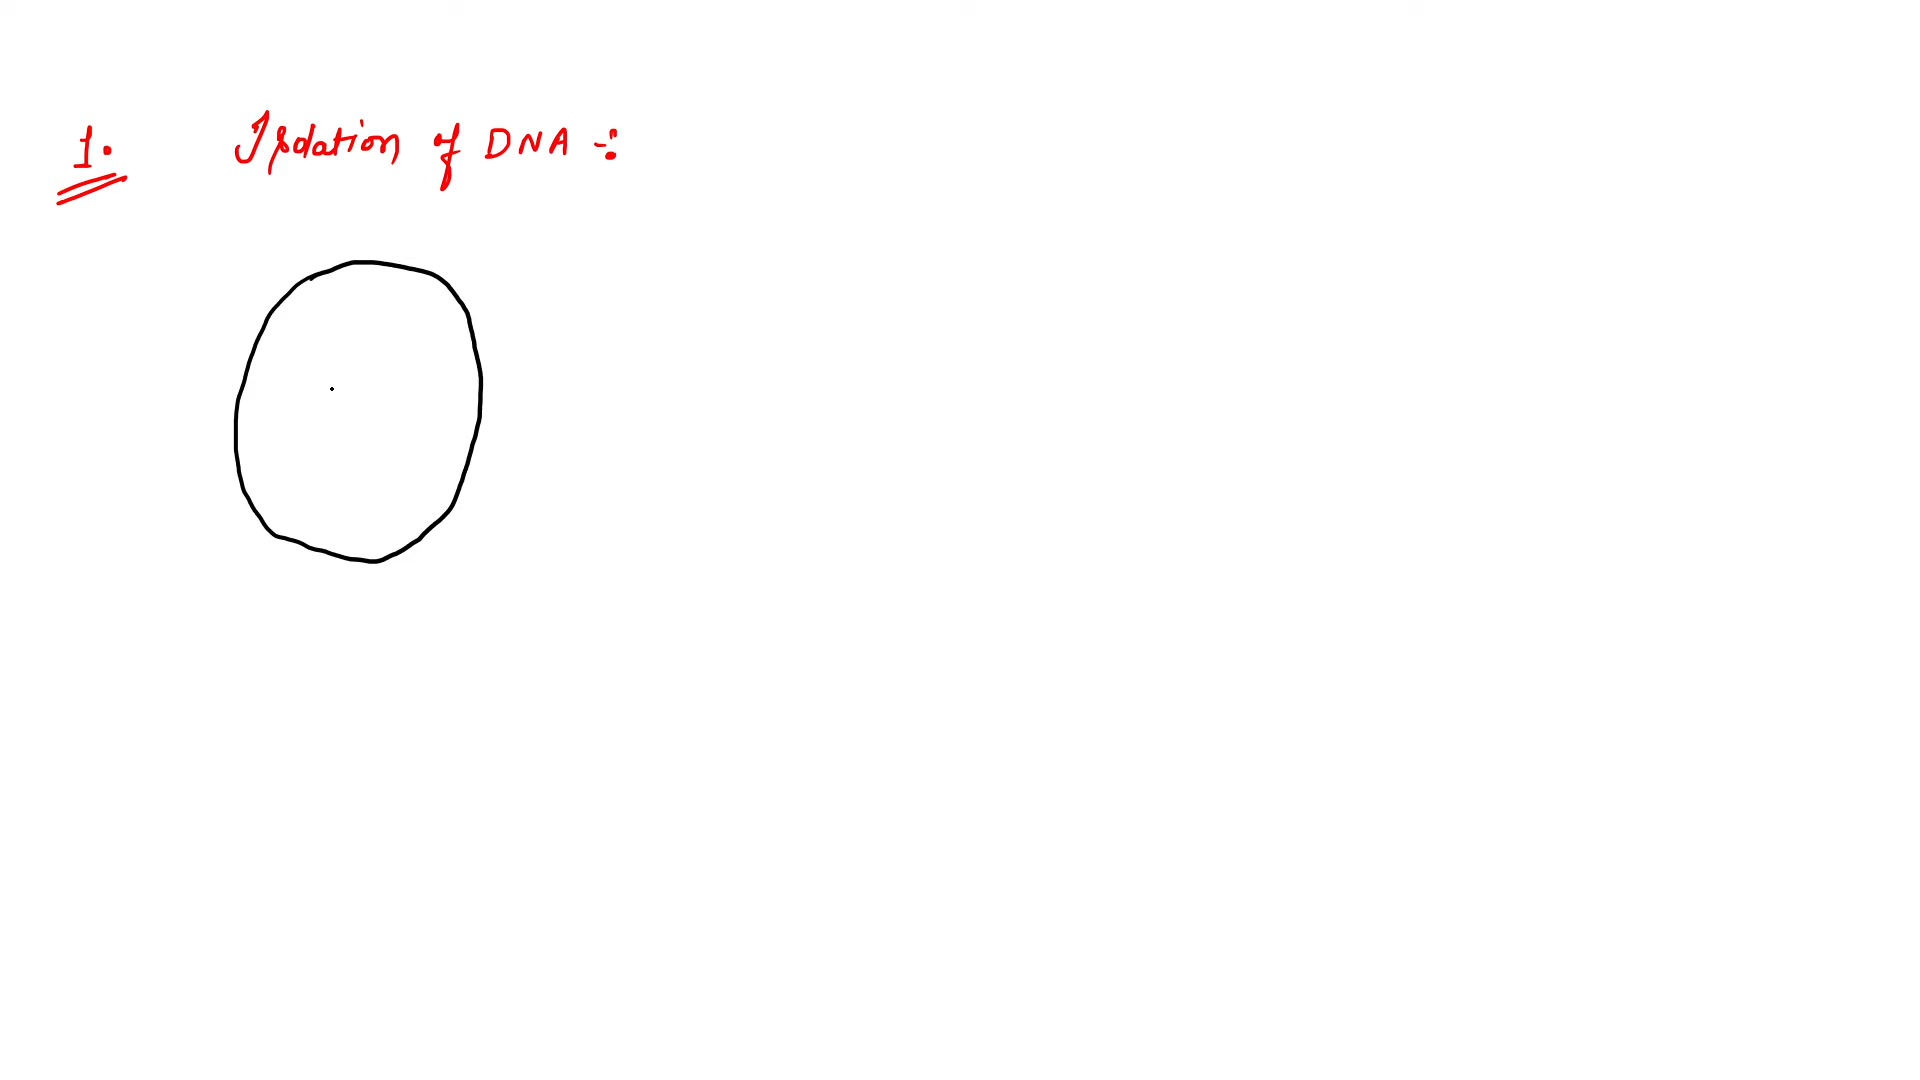 1. Isolation of DNA :-